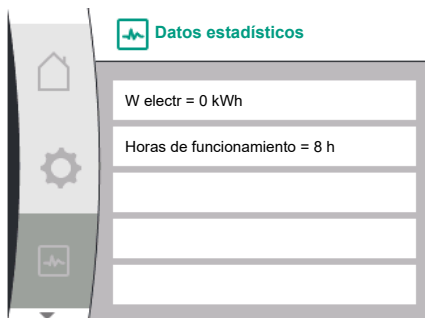 Datos estadísticos
W electr = 0 kWh
Horas de funcionamiento = 8 h